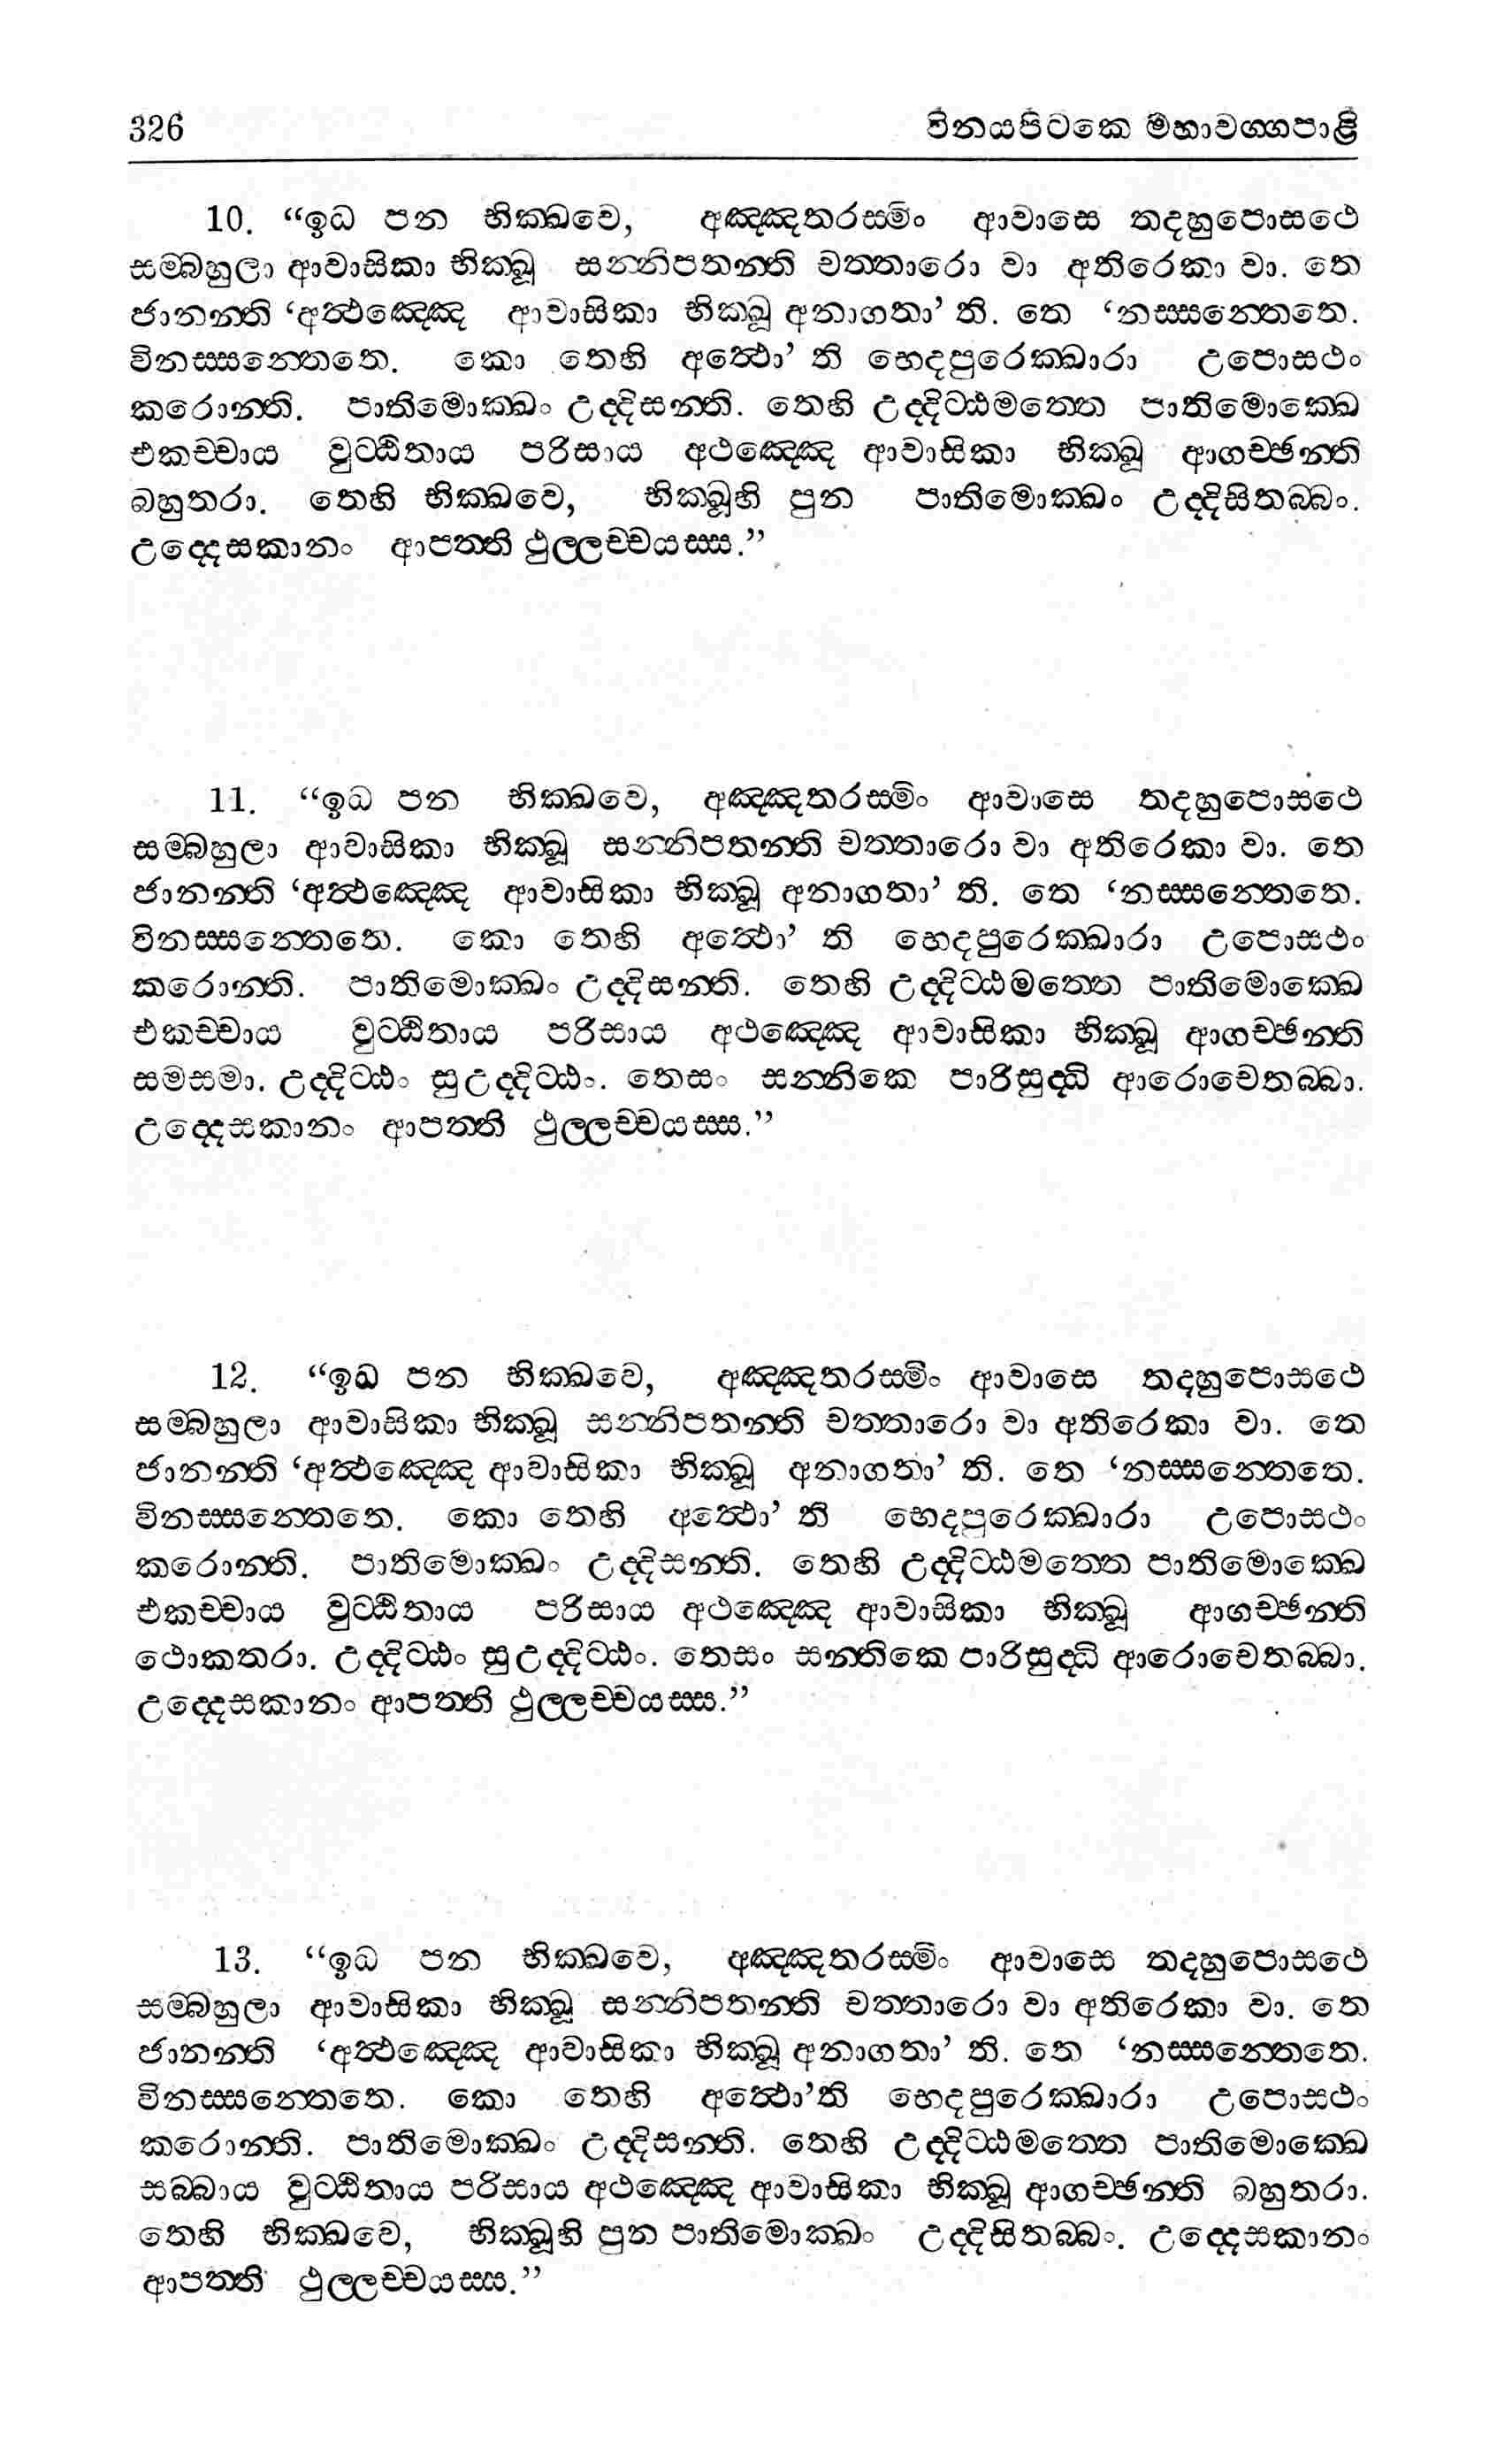 326 විනයපිටකෙ මහාවග්ගපාළි
10. “ඉධ පන භික්ඛවෙ, අඤ්ඤතරස්මිං ආවාසෙ තදහුපොසථෙ
සම්බහුලා ආවාසිකා භික්ඛූ සන්නිපතන්ති චත්තාරො වා අතිරෙකා වා. තෙ
ජානන්ති ‘අත්ථඤ්ඤෙ ආවාසිකා භික්ඛූ අනාගතා’ ති. තෙ ‘නස්සන්තෙතෙ.
විනස්සන්තෙතෙ. කො තෙහි අත්ථො’ ති භෙදපුරෙක්ඛාරා උපොසථං
කරොන්ති. පාතිමොක්ඛං උද්දිසන්ති. තෙහි උද්දිට්ඨමත්තෙ පාතිමොක්ඛෙ
එකච්චාය වුට්ඨිතාය පරිසාය අථඤ්ඤෙ ආවාසිකා භික්ඛූ ආගච්ඡන්ති
බහුතරා. තෙහි භික්ඛවෙ, භික්ඛූහි පුන පාතිමොක්ඛං උද්දිසිතබ්බං.
උද්දෙසකානං ආපත්ති ථුල්ලච්චයස්ස.”
11. “ඉධ පන භික්ඛවෙ, අඤ්ඤතරස්මිං ආවාසෙ තදහුපොසථෙ
සම්බහුලා ආවාසිකා භික්ඛූ සන්නිපතන්ති චත්තාරො වා අතිරෙකා වා. තෙ
ජානන්ති ‘අත්ථඤ්ඤෙ ආවාසිකා භික්ඛූ අනාගතා’ ති. තෙ ‘නස්සන්තෙතෙ.
විනස්සන්තෙතෙ. කො තෙහි අත්ථො’ ති භෙදපුරෙක්ඛාරා උපොසථං
කරොන්ති. පාතිමොක්ඛං උද්දිසන්ති. තෙහි උද්දිට්ඨමත්තෙ පාතිමොක්ඛෙ
එකච්චාය වුට්ඨිතාය පරිසාය අථඤ්ඤෙ ආවාසිකා භික්ඛූ ආගච්ඡන්ති
සමසමා. උද්දිට්ඨං සුඋද්දිට්ඨං. තෙසං සන්තිකෙ පාරිසුද්ධි ආරොචෙතබ්බා.
උද්දෙසකානං ආපත්ති ථුල්ලච්චයස්ස.”
12. “ඉධ පන භික්ඛවෙ, අඤ්ඤතරස්මිං ආවාසෙ තදහුපොසථෙ
සම්බහුලා ආවාසිකා භික්ඛූ සන්නිපතන්ති චත්තාරො වා අතිරෙකා වා. තෙ
ජානන්ති ‘අත්ථඤ්ඤෙ ආවාසිකා භික්ඛූ අනාගතා’ ති. තෙ ‘නස්සන්තෙතෙ.
විනස්සන්තෙතෙ. කො තෙහි අත්ථො’ ති භෙදපුරෙක්ඛාරා උපොසථං
කරොන්ති. පාතිමොක්ඛං උද්දිසන්ති. තෙහි උද්දිට්ඨමත්තෙ පාතිමොක්ඛෙ
එකච්චාය වුට්ඨිතාය පරිසාය අථඤ්ඤෙ ආවාසිකා භික්ඛූ ආගච්ඡන්ති
ථොකතරා. උද්දිට්ඨං සුඋද්දිට්ඨං. තෙසං සන්තිකෙ පාරිසුද්ධි ආරොචෙතබ්බා.
උද්දෙසකානං ආපත්ති ථුල්ලච්චයස්ස.”
13. “ඉධ පන භික්ඛවෙ, අඤ්ඤතරස්මිං ආවාසෙ තදහුපොසථෙ
සම්බහුලා ආවාසිකා භික්ඛූ සන්නිපතන්ති චත්තාරො වා අතිරෙකා වා. තෙ
ජානන්ති ‘අත්ථඤ්ඤෙ ආවාසිකා භික්ඛූ අනාගතා’ ති. තෙ ‘නස්සන්තෙතෙ.
විනස්සන්තෙතෙ. කො තෙහි අත්ථො’ති භෙදපුරෙක්ඛාරා උපොසථං
කරොන්ති. පාතිමොක්ඛං උද්දිසන්ති. තෙහි උද්දිට්ඨමත්තෙ පාතිමොක්ඛෙ
සබ්බාය වුට්ඨිතාය පරිසාය අථඤ්ඤෙ ආවාසිකා භික්ඛූ ආගච්ඡන්ති බහුතරා.
තෙහි භික්ඛවෙ, භික්ඛූහි පුන පාතිමොක්ඛං උද්දිසිතබ්බං. උද්දෙසකානං
ආපත්ති ථුල්ලච්චයස්ස.”